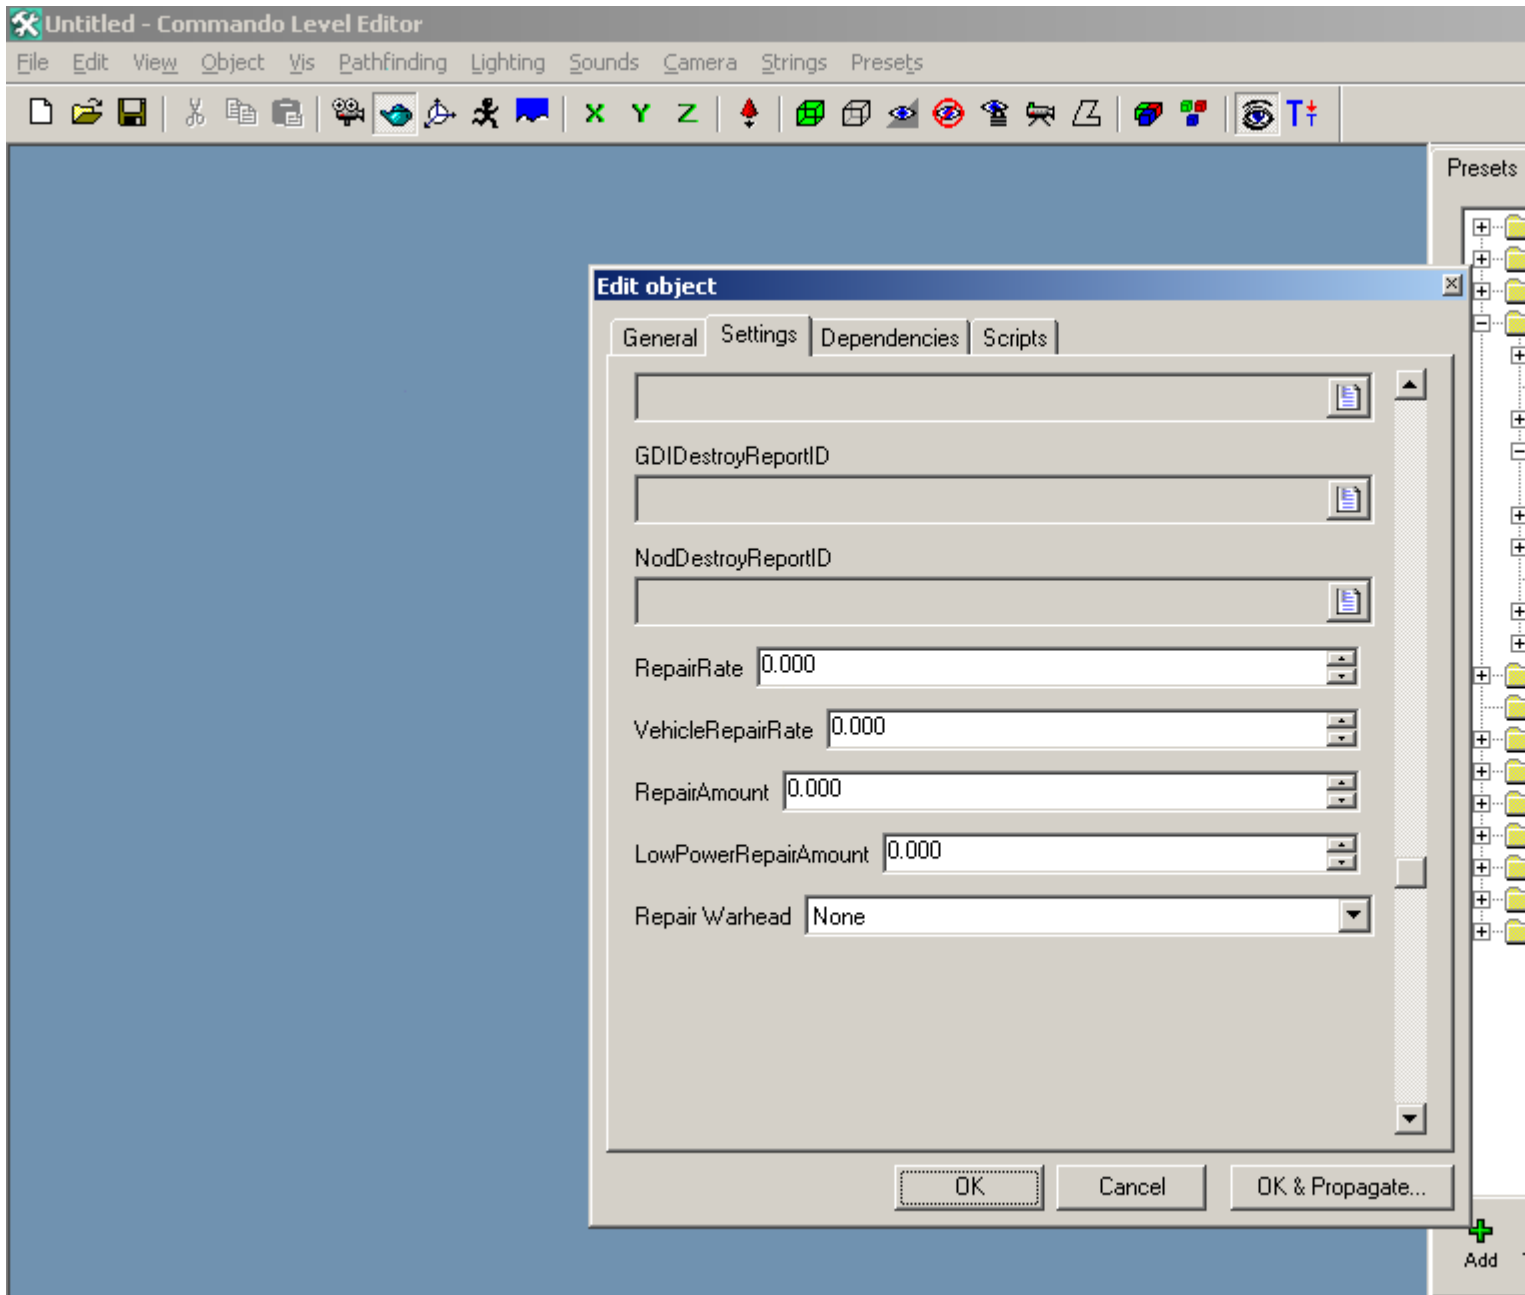 Untitled - Commando Level Editor
File Edit View Object Vis Pathfinding Lighting Sounds Camera Strings Presets
X Y Z T
Presets
Edit object
General Settings Dependencies Scripts
GDIDestroyReportID
NodDestroyReportID
RepairRate 0.000
VehicleRepairRate 0.000
RepairAmount 0.000
LowPowerRepairAmount 0.000
Repair Warhead None
OK Cancel OK & Propagate...
Add